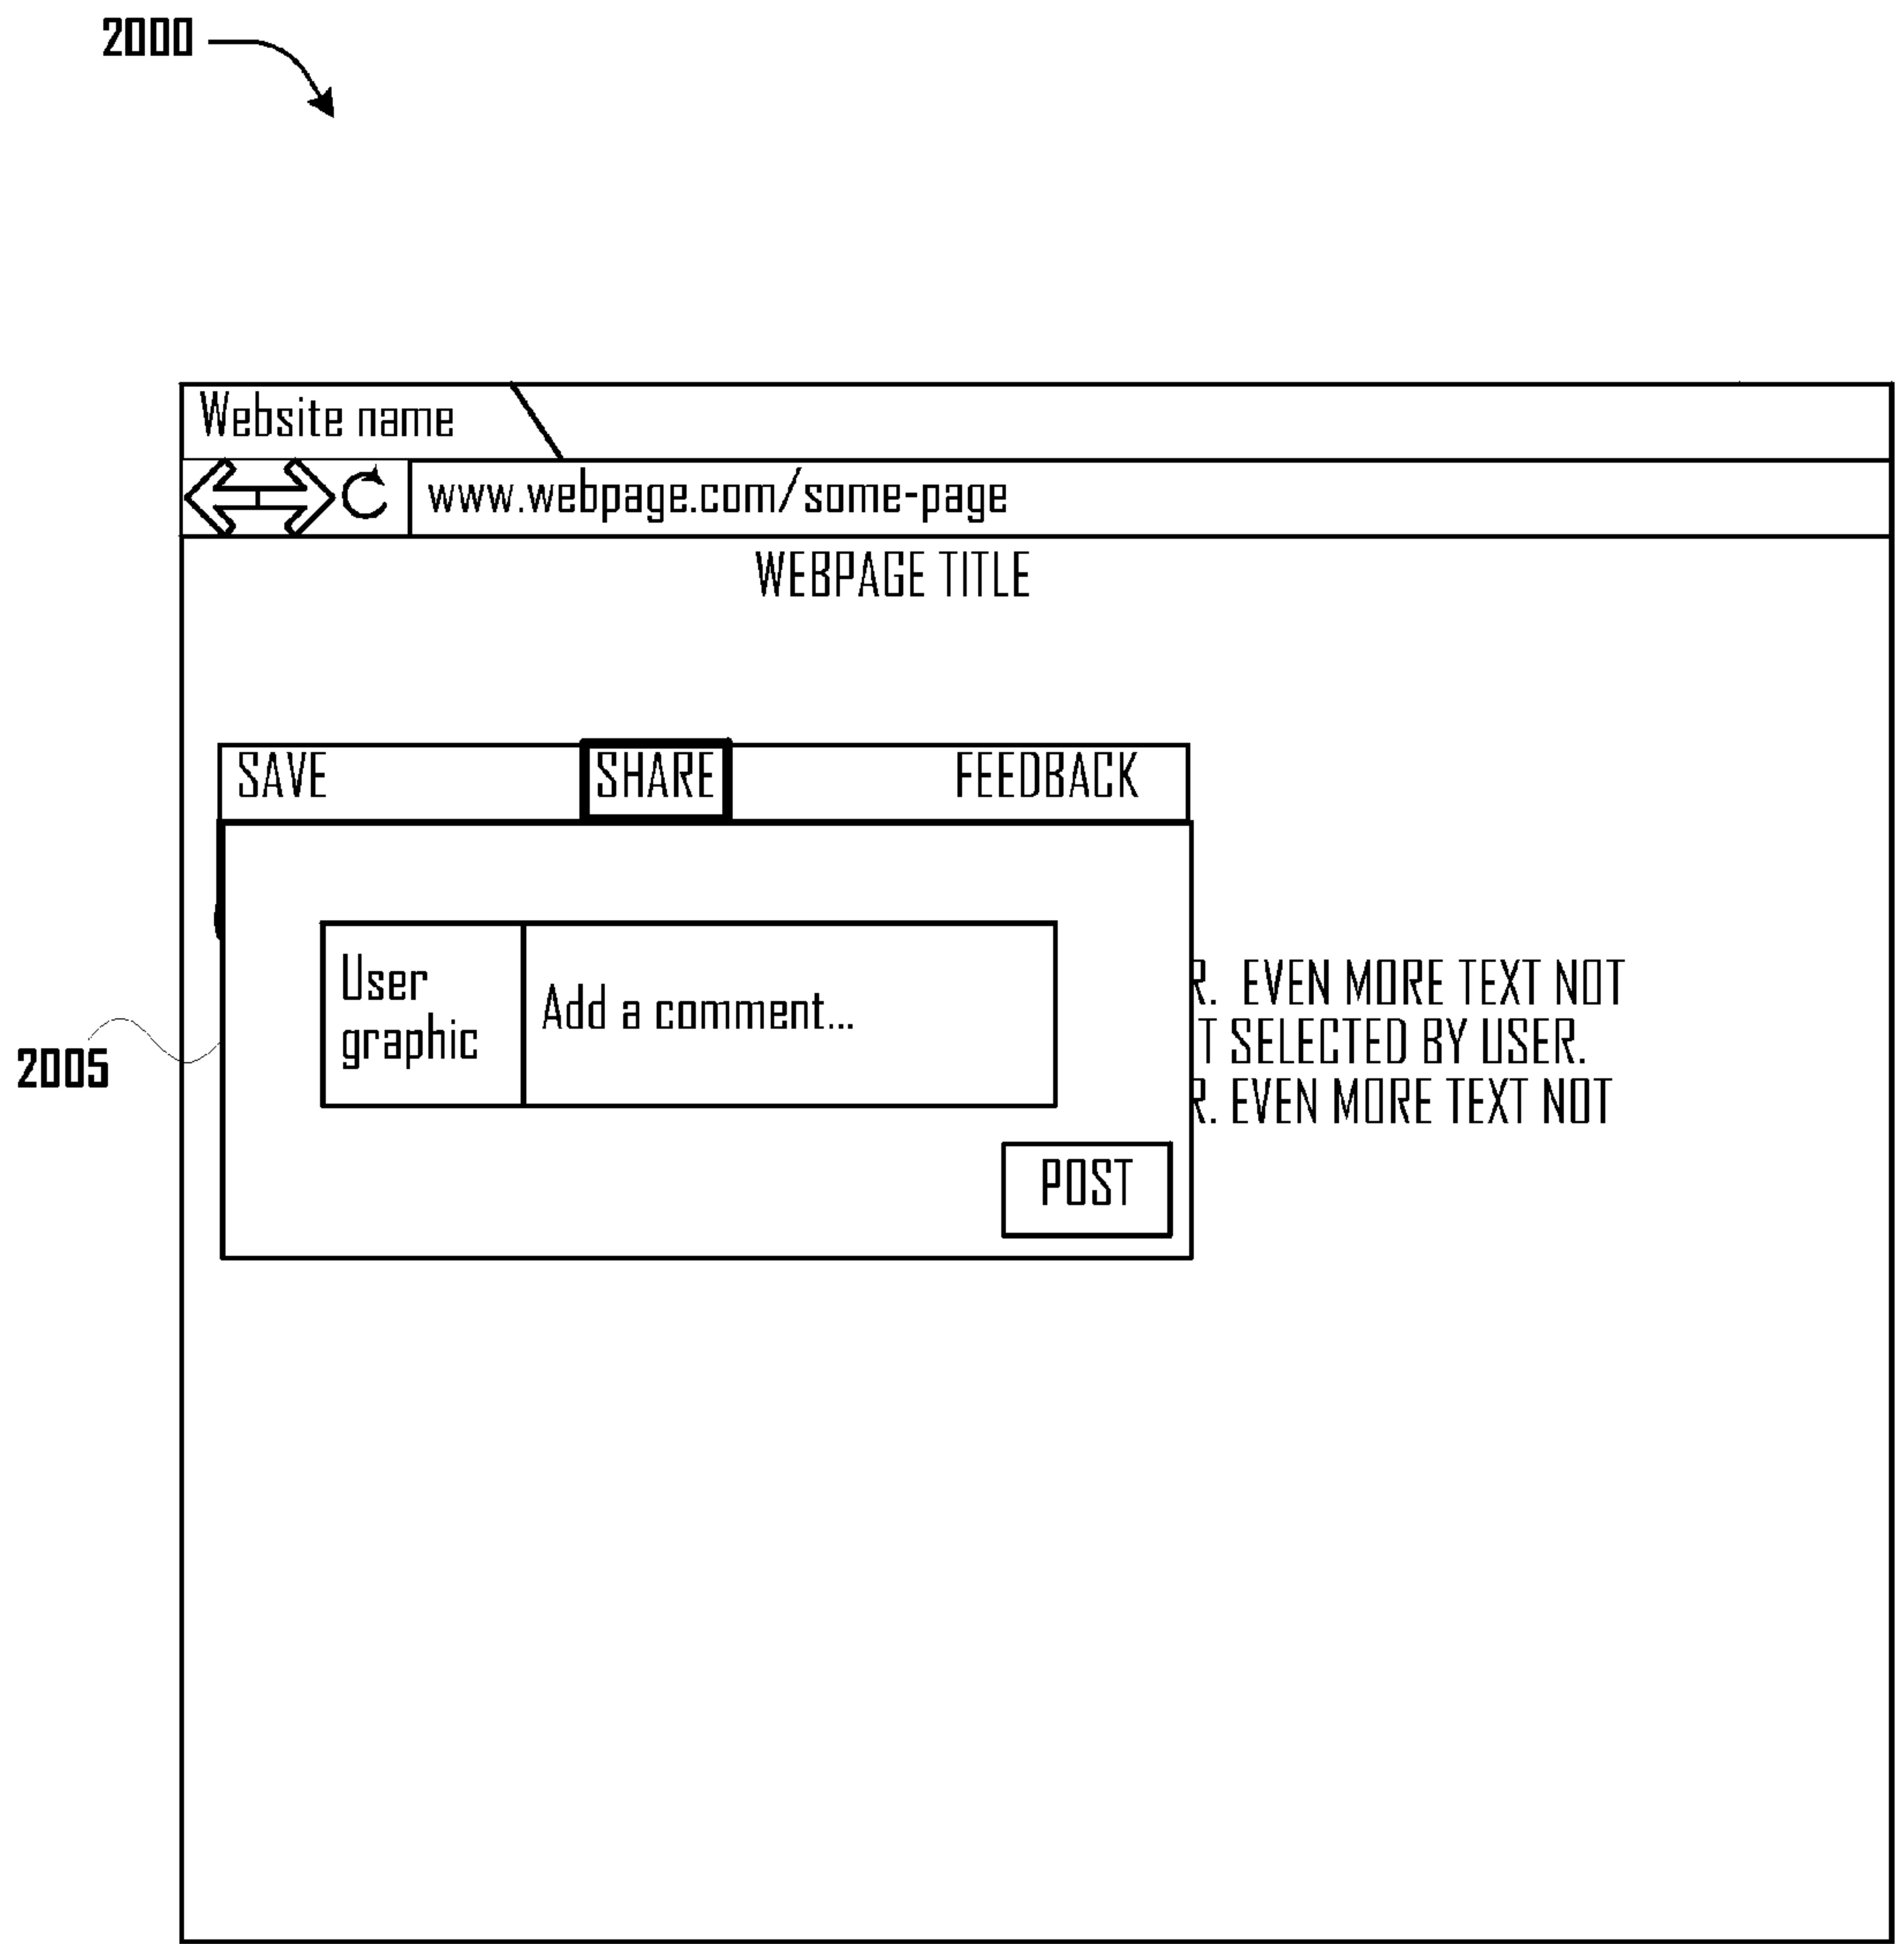 2000
Website name
www.webpage.com/some-page
WEBPAGE TITLE
SAVE SHARE FEEDBACK
User
graphic
Add a comment...
R. EVEN MORE TEXT NOT
T SELECTED BY USER.
R. EVEN MORE TEXT NOT
POST
2005